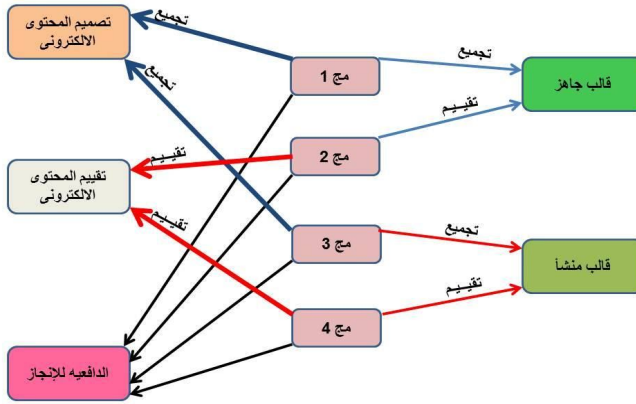 تصميم المحتوى
الالكترونى
تجميع
تجميع
مج 1
تجميع
قالب جاهز
تقييم
مج 2
تقييم
تقييم المحتوى
الالكترونى
تقييم
مج 3
تجميع
قالب منشأ
تقييم
مج 4
الدافعيه للإنجاز